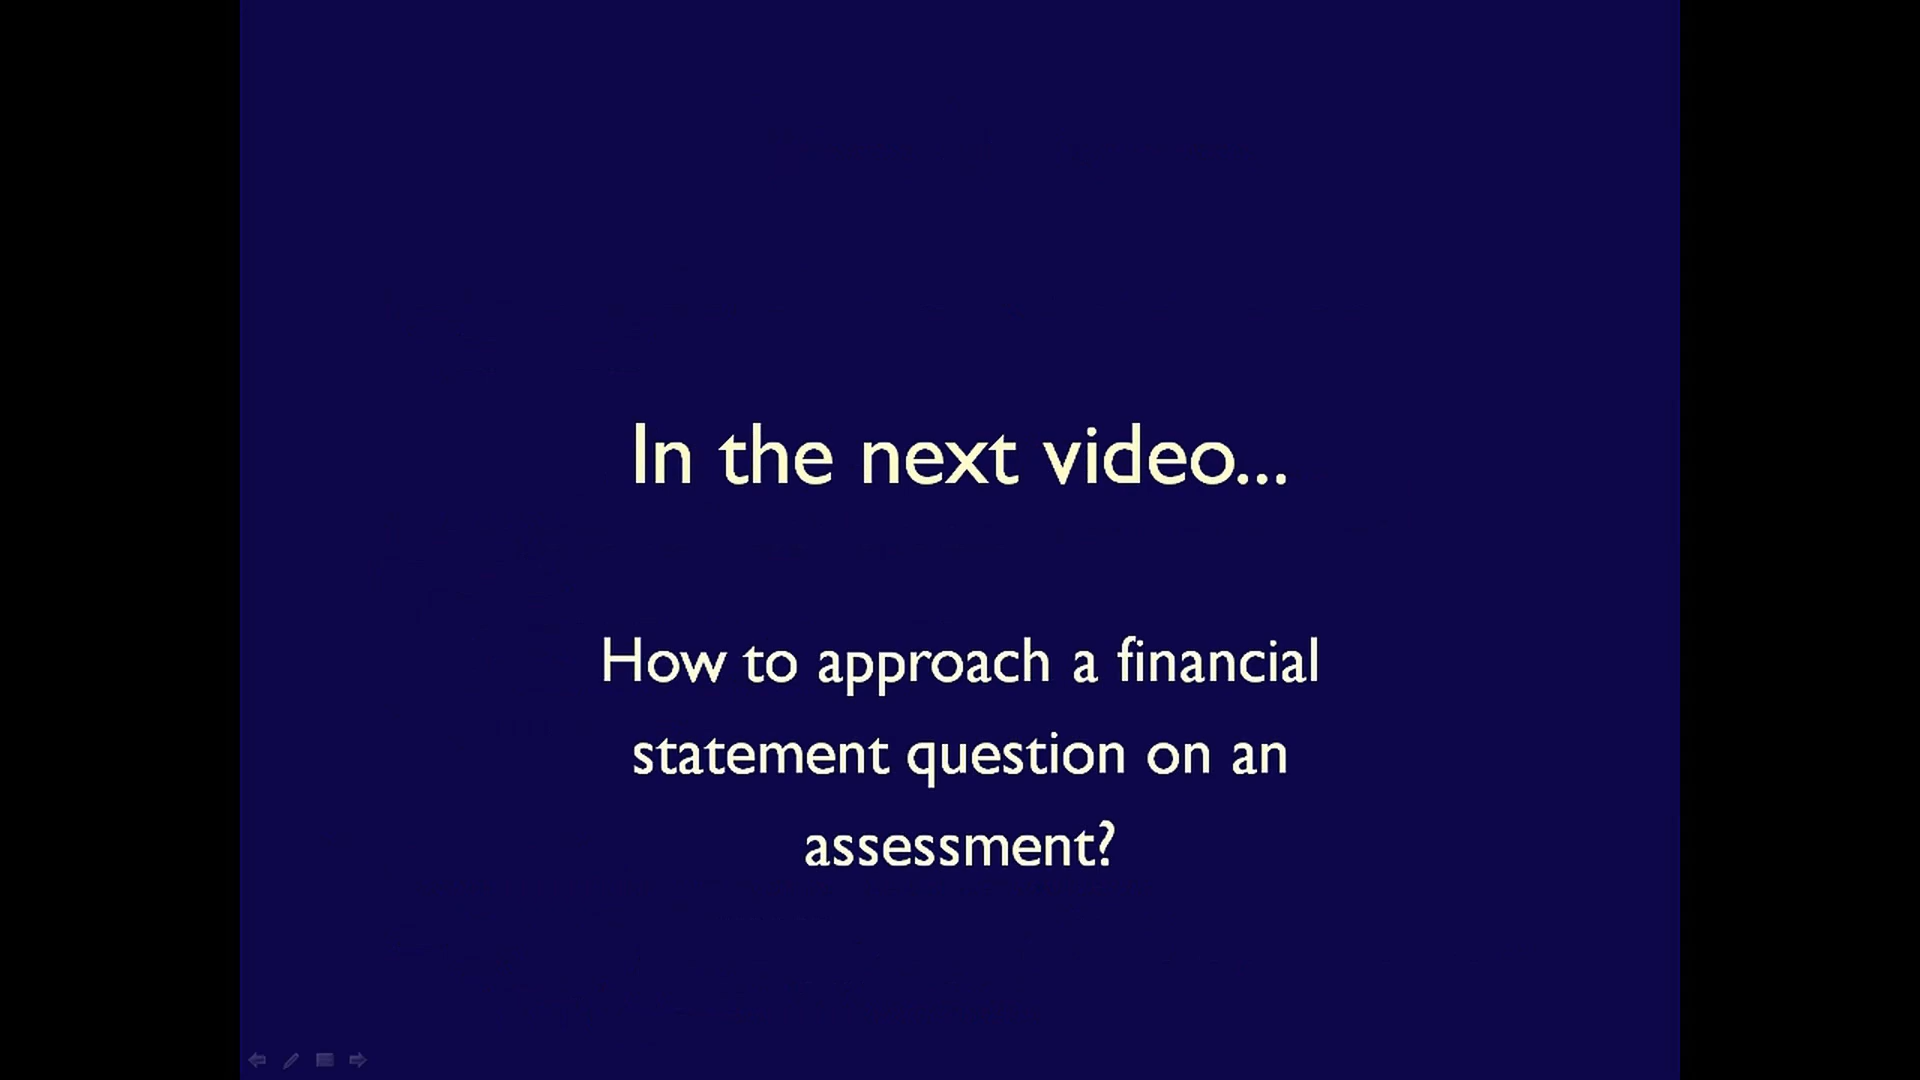 In the next video...
How to approach a financial
statement question on an
assessment?